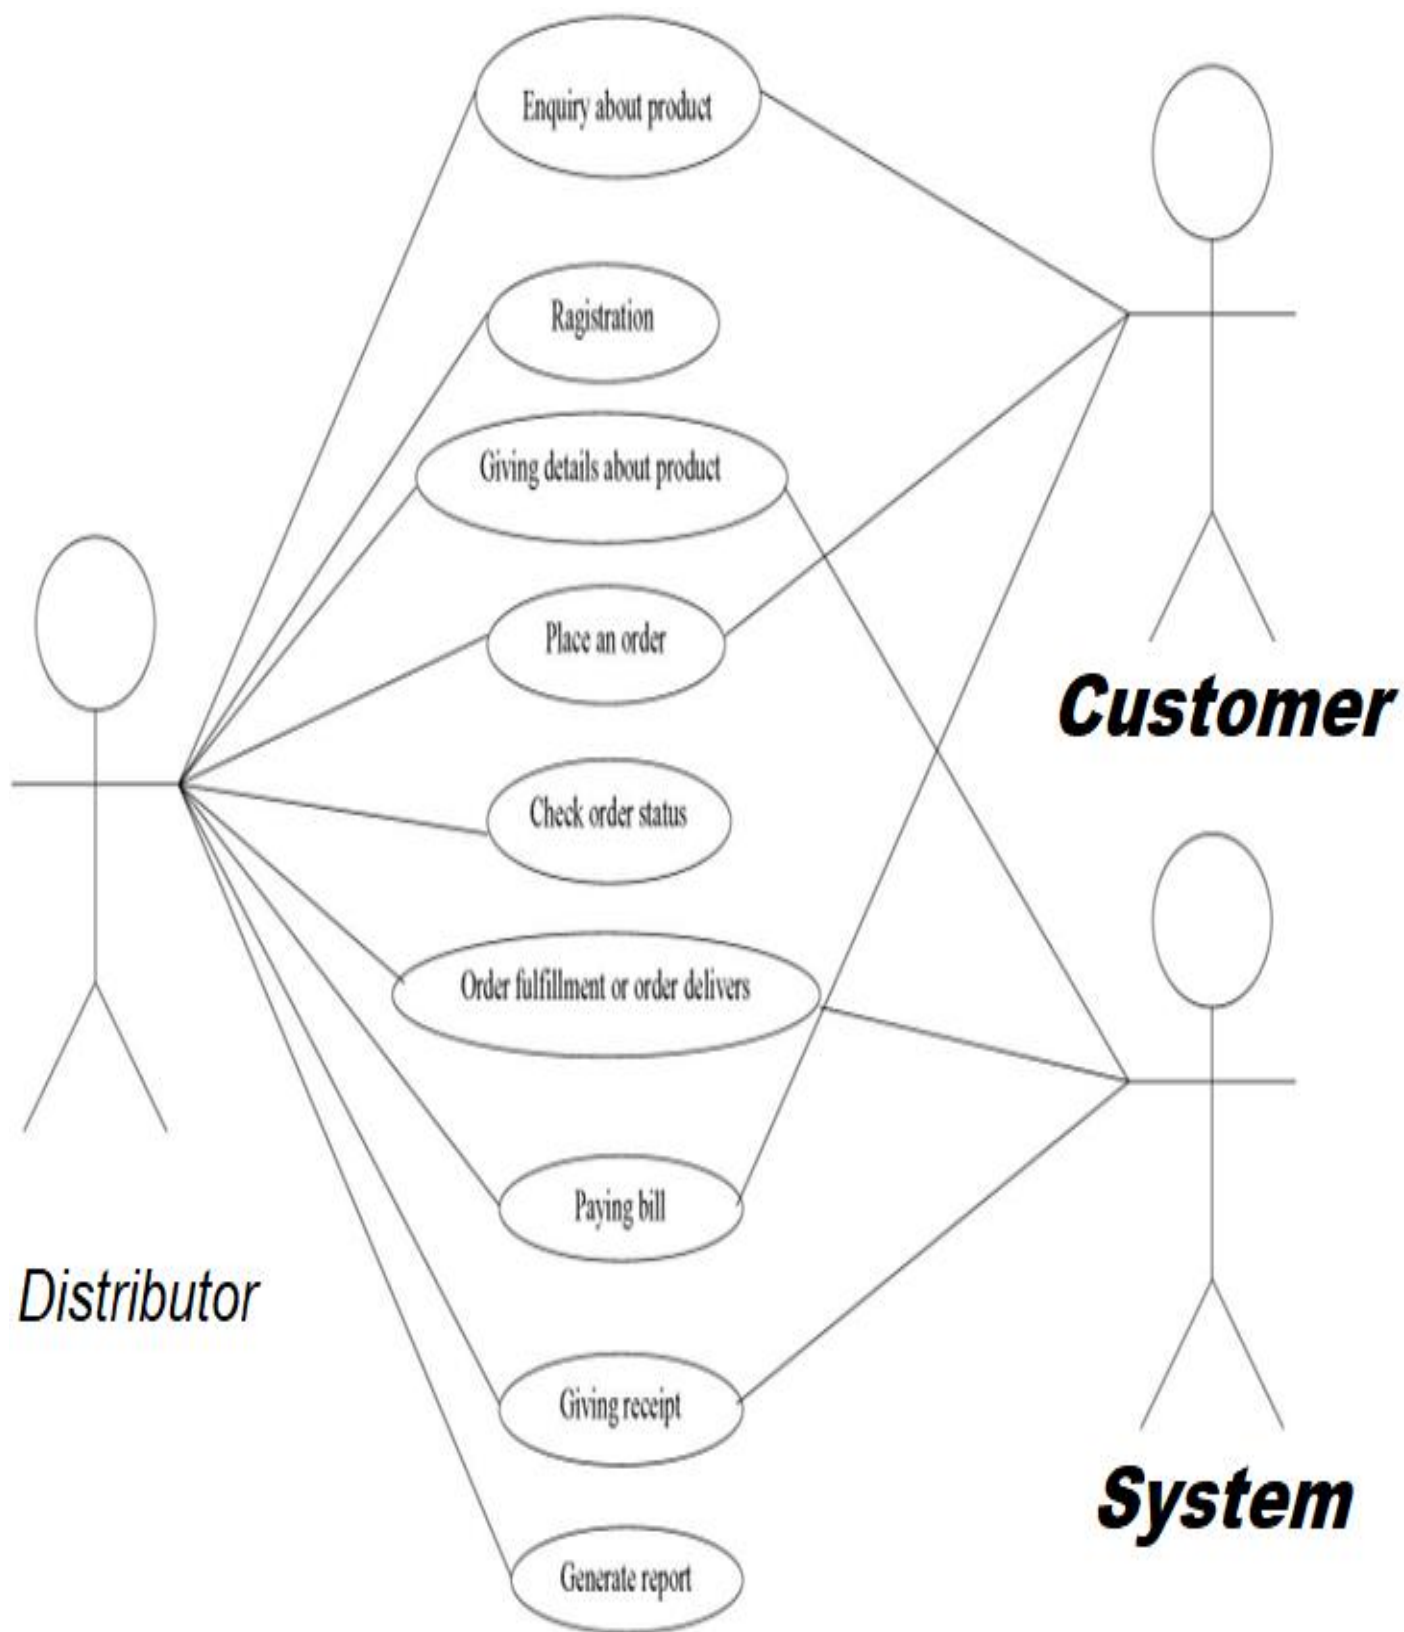 Enquiry about product
Ragistration
Giving details about product
Place an order
Customer
Check order status
Order fulfillment or order delivers
Paying bill
Distributor
Giving receipt
System
Generate report